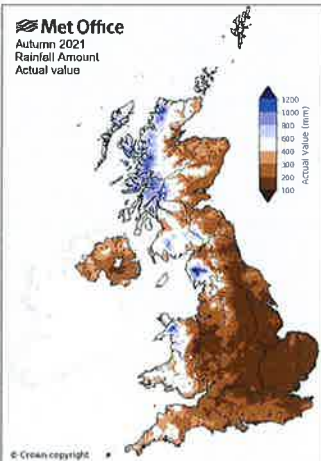 Met Office
Autumn 2021
Rainfall Amount
Actual value
1200
1000
800
600
400
300
200
100
Actual Value (mm)
© Crown copyright